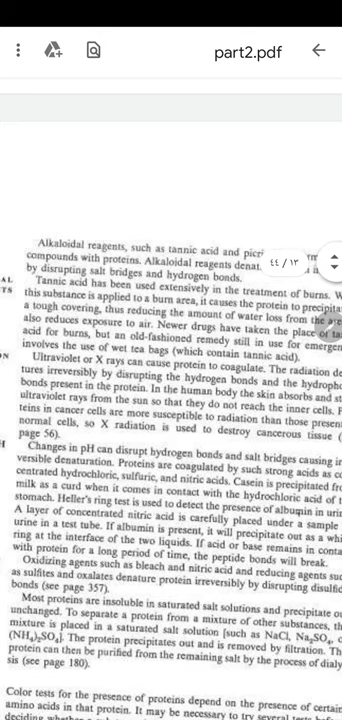 part2.pdf
٤٤ / ١٣
Alkaloidal reagents, such as tannic acid and picri
compounds with proteins. Alkaloidal reagents denat
by disrupting salt bridges and hydrogen bonds.
Tannic acid has been used extensively in the treatment of burns. W
this substance is applied to a burn area, it causes the protein to precipita
a tough covering, thus reducing the amount of water loss from the are
also reduces exposure to air. Newer drugs have taken the place of ta
acid for burns, but an old-fashioned remedy still in use for emergen
involves the use of wet tea bags (which contain tannic acid).
Ultraviolet or X rays can cause protein to coagulate. The radiation de
tures irreversibly by disrupting the hydrogen bonds and the hydropho
bonds present in the protein. In the human body the skin absorbs and st
ultraviolet rays from the sun so that they do not reach the inner cells. P
teins in cancer cells are more susceptible to radiation than those present
normal cells, so X radiation is used to destroy cancerous tissue (
page 56).
Changes in pH can disrupt hydrogen bonds and salt bridges causing ir
versible denaturation. Proteins are coagulated by such strong acids as co
centrated hydrochloric, sulfuric, and nitric acids. Casein is precipitated fro
milk as a curd when it comes in contact with the hydrochloric acid of t
stomach. Heller's ring test is used to detect the presence of albumin in urin
A layer of concentrated nitric acid is carefully placed under a sample
urine in a test tube. If albumin is present, it will precipitate out as a whi
ring at the interface of the two liquids. If acid or base remains in conta
with protein for a long period of time, the peptide bonds will break.
Oxidizing agents such as bleach and nitric acid and reducing agents suc
as sulfites and oxalates denature protein irreversibly by disrupting disulfid
bonds (see page 357).
Most proteins are insoluble in saturated salt solutions and precipitate ou
unchanged. To separate a protein from a mixture of other substances, th
mixture is placed in a saturated salt solution [such as NaCl, Na₂SO₄, o
(NH₄)₂SO₄]. The protein precipitates out and is removed by filtration. Th
protein can then be purified from the remaining salt by the process of dialy
sis (see page 180).
Color tests for the presence of proteins depend on the presence of certain
amino acids in that protein. It may be necessary to try several tests